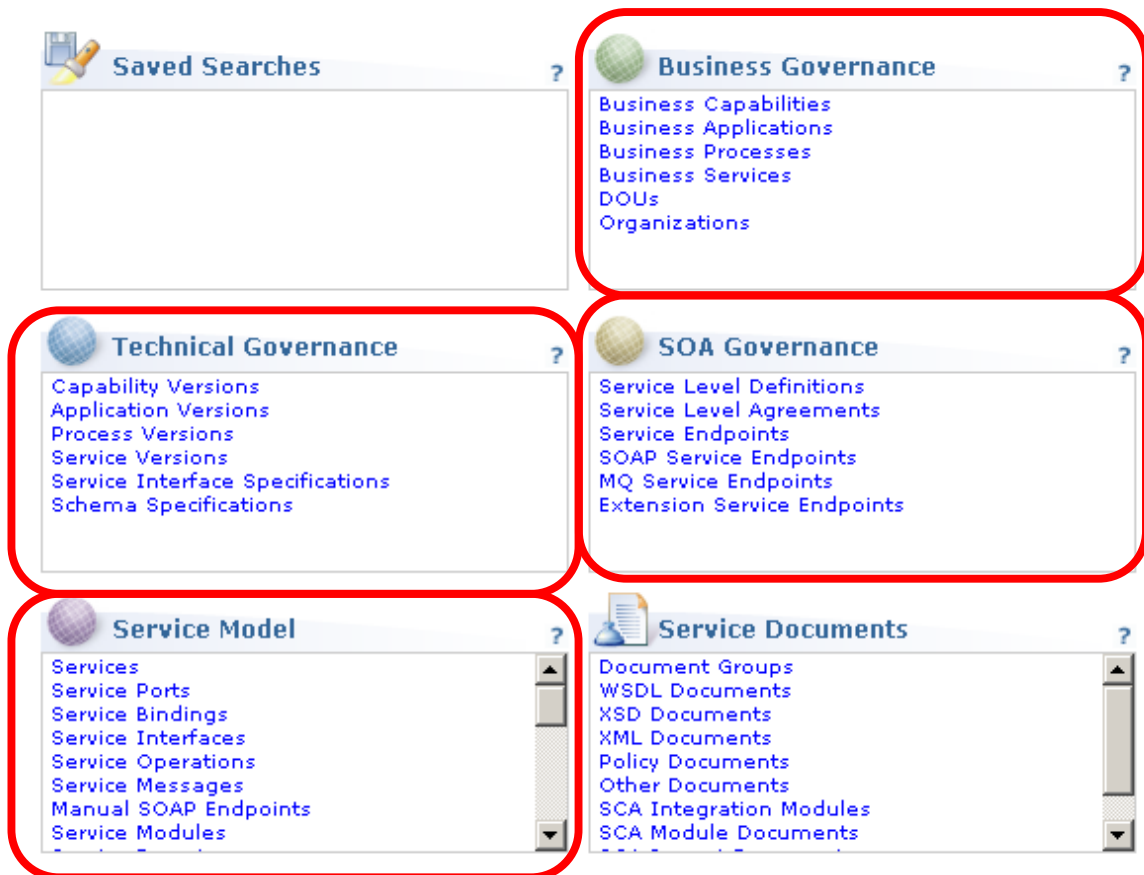 Saved Searches ?
Business Governance ?
Business Capabilities
Business Applications
Business Processes
Business Services
DOUs
Organizations
Technical Governance ?
Capability Versions
Application Versions
Process Versions
Service Versions
Service Interface Specifications
Schema Specifications
SOA Governance ?
Service Level Definitions
Service Level Agreements
Service Endpoints
SOAP Service Endpoints
MQ Service Endpoints
Extension Service Endpoints
Service Model ?
Services
Service Ports
Service Bindings
Service Interfaces
Service Operations
Service Messages
Manual SOAP Endpoints
Service Modules
Service Documents ?
Document Groups
WSDL Documents
XSD Documents
XML Documents
Policy Documents
Other Documents
SCA Integration Modules
SCA Module Documents